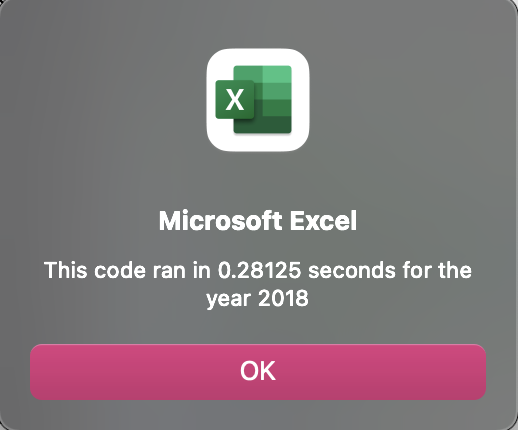 X
Microsoft Excel
This code ran in 0.28125 seconds for the
year 2018
OK